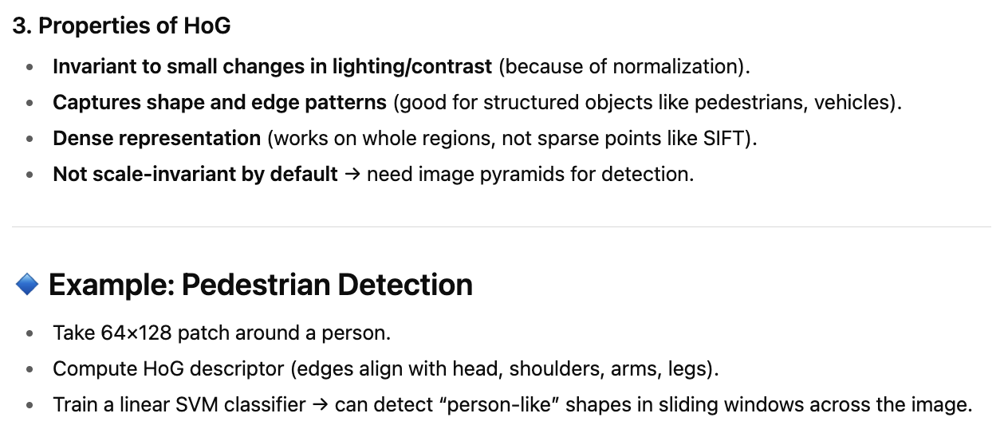 3. Properties of HoG
• Invariant to small changes in lighting/contrast (because of normalization).
• Captures shape and edge patterns (good for structured objects like pedestrians, vehicles).
• Dense representation (works on whole regions, not sparse points like SIFT).
• Not scale-invariant by default → need image pyramids for detection.
🔷 Example: Pedestrian Detection
• Take 64×128 patch around a person.
• Compute HoG descriptor (edges align with head, shoulders, arms, legs).
• Train a linear SVM classifier → can detect “person-like” shapes in sliding windows across the image.